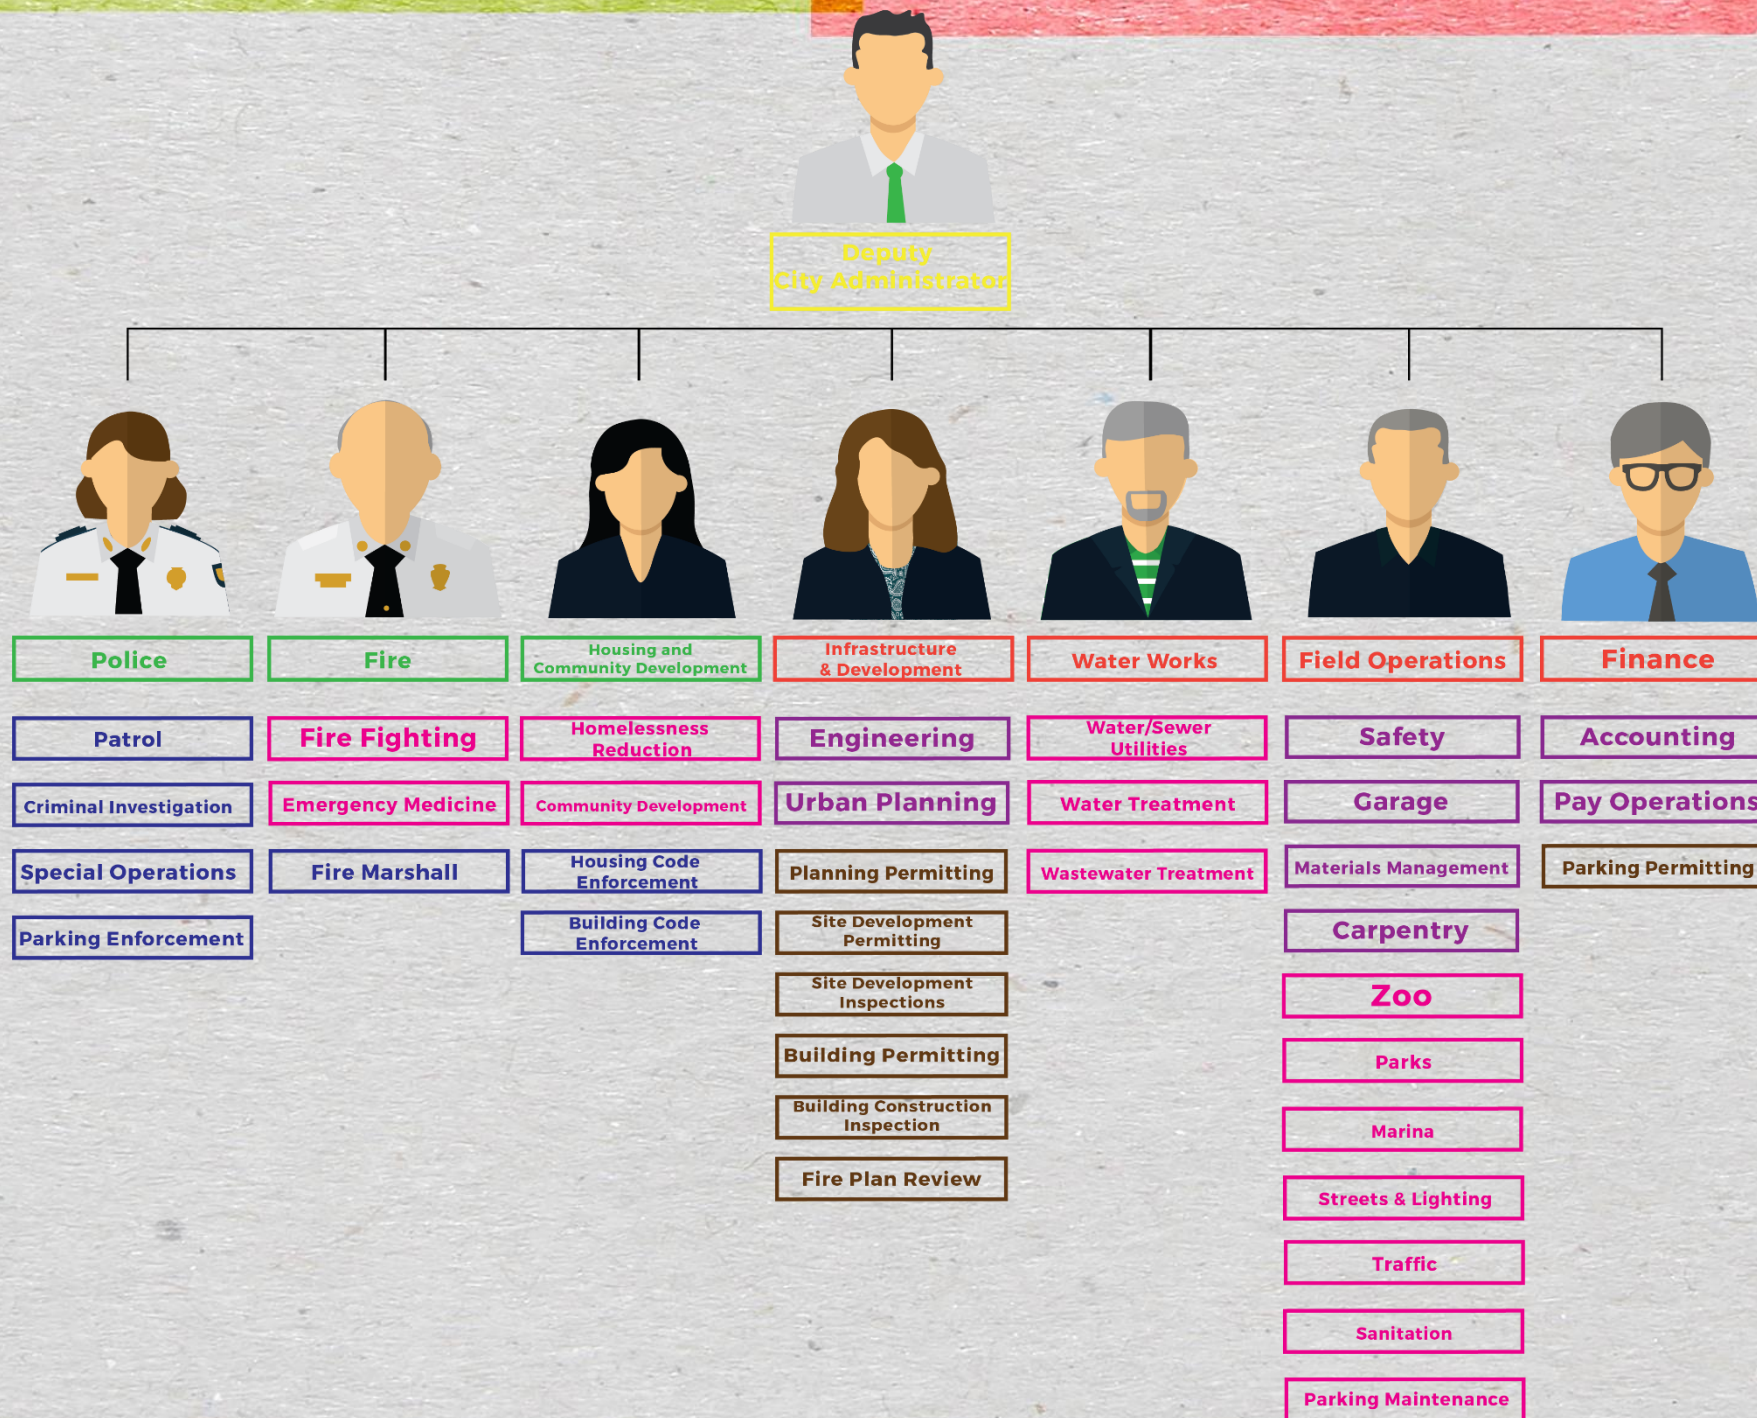 Deputy
City Administrator
Police
Fire
Housing and
Community Development
Infrastructure
& Development
Water Works
Field Operations
Finance
Patrol
Criminal Investigation
Special Operations
Parking Enforcement
Fire Fighting
Emergency Medicine
Fire Marshall
Homelessness
Reduction
Community Development
Housing Code
Enforcement
Building Code
Enforcement
Engineering
Urban Planning
Planning Permitting
Site Development
Permitting
Site Development
Inspections
Building Permitting
Building Construction
Inspection
Fire Plan Review
Water/Sewer
Utilities
Water Treatment
Wastewater Treatment
Safety
Garage
Materials Management
Carpentry
Zoo
Parks
Marina
Streets & Lighting
Traffic
Sanitation
Parking Maintenance
Accounting
Pay Operations
Parking Permitting